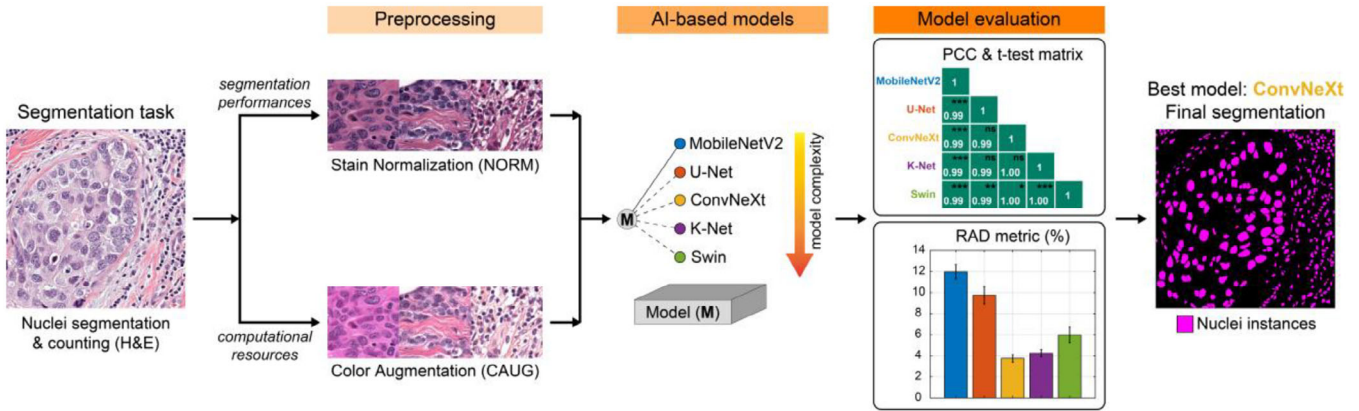 Preprocessing
AI-based models
Model evaluation
Segmentation task
Nuclei segmentation
& counting (H&E)
segmentation
performances
computational
resources
Stain Normalization (NORM)
Color Augmentation (CAUG)
M
MobileNetV2
U-Net
ConvNeXt
K-Net
Swin
model complexity
Model (M)
PCC & t-test matrix
MobileNetV2 1
U-Net *** 0.99 1
ConvNeXt *** 0.99 ns 0.99 1
K-Net *** 0.99 ns 0.99 ns 1.00 1
Swin *** 0.99 ** 0.99 * 1.00 *** 1.00 1
RAD metric (%)
14
12
10
8
6
4
2
0
Best model: ConvNeXt
Final segmentation
Nuclei instances